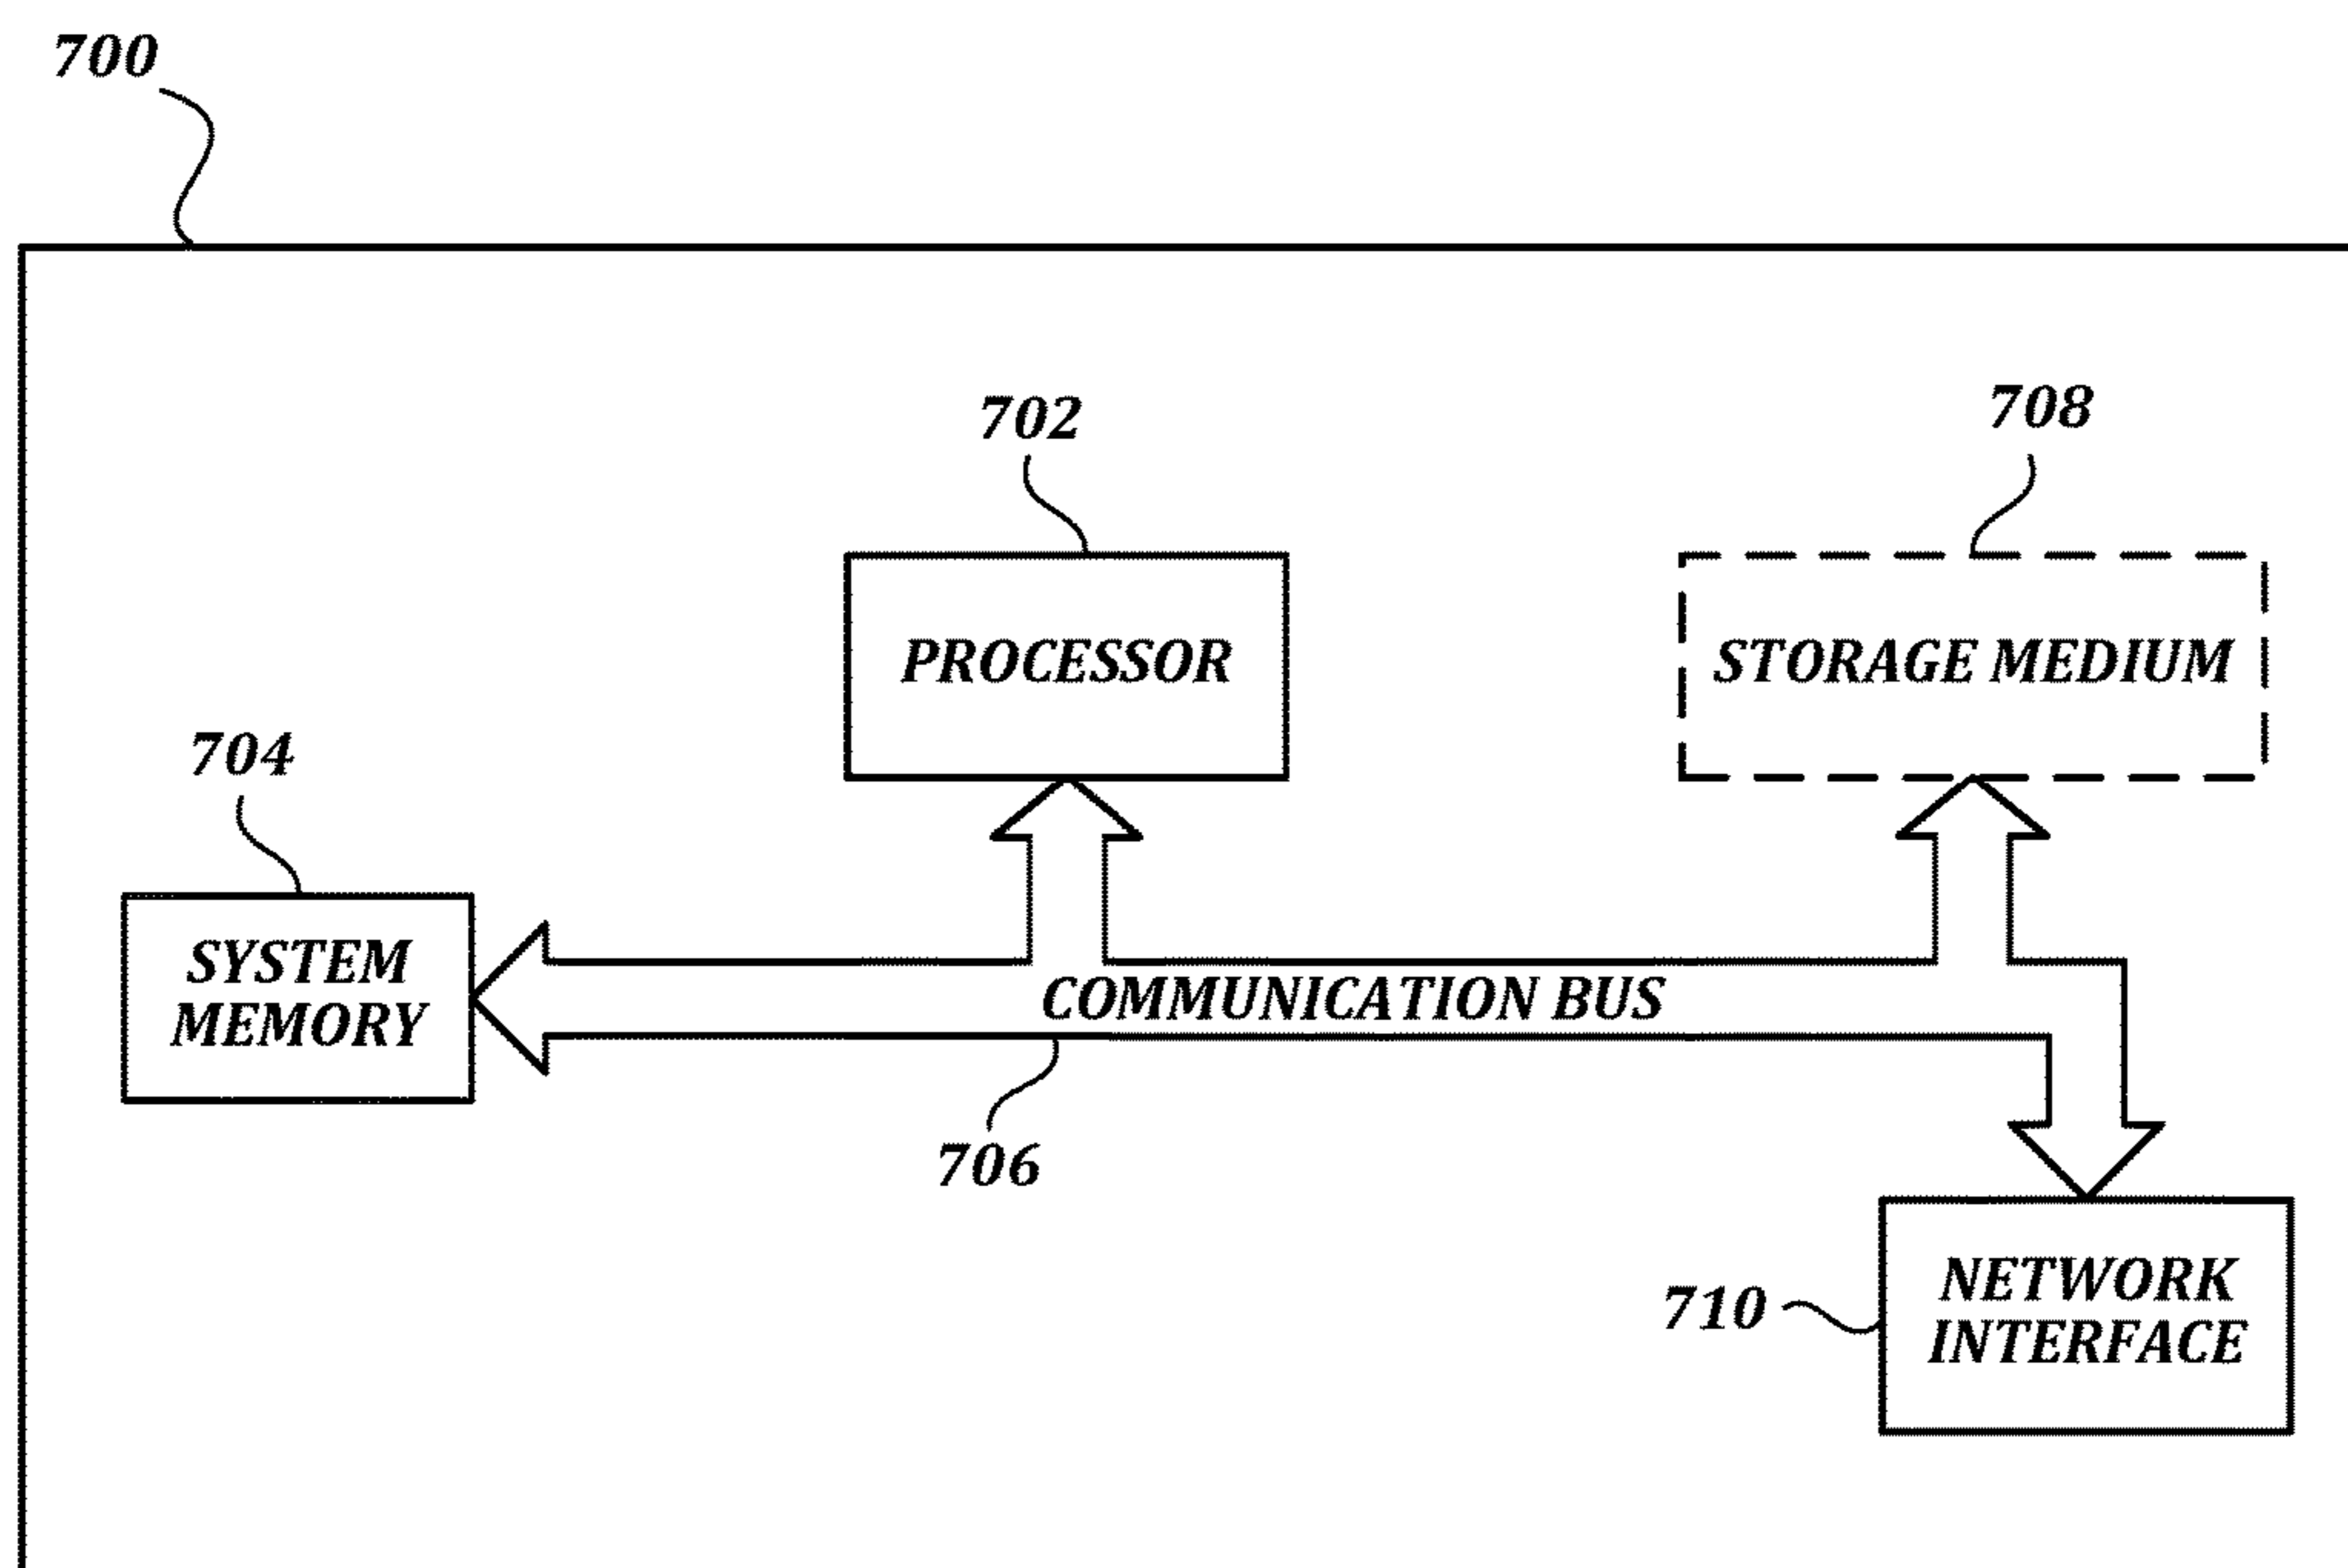 700
702
708
PROCESSOR
STORAGE MEDIUM
704
SYSTEM
MEMORY
COMMUNICATION BUS
706
710
NETWORK
INTERFACE